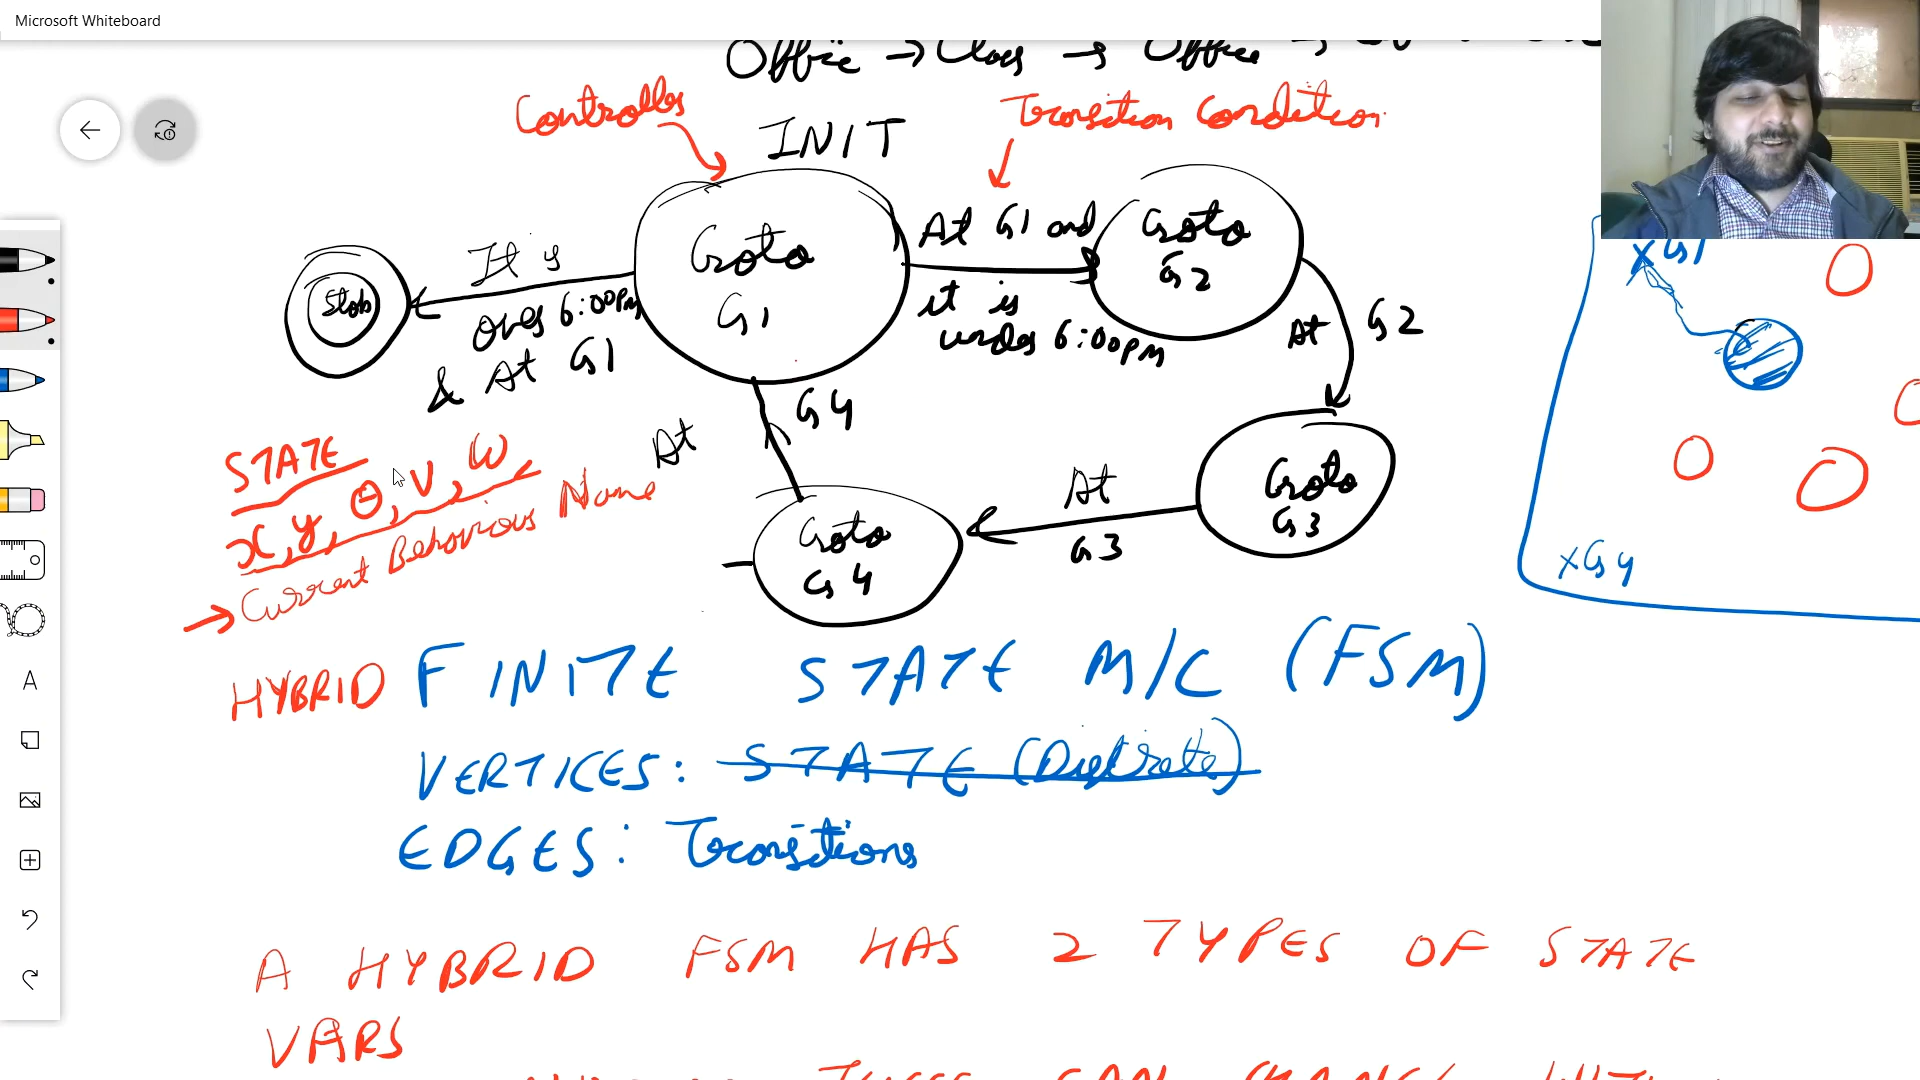 Microsoft Whiteboard
Office → Class → Office →
Controller
Transition Condition
INIT
Goto
G1
At G1 and
it is
under 6:00PM
Goto
G2
It is
over 6:00PM
& At G1
Stop
At G2
Goto
G3
At
G3
Goto
G4
At G4
STATE
x, y, θ, v, ω,
→ Current Behaviour Name
X G1
X G4
HYBRID FINITE STATE M/C (FSM)
VERTICES: STATE (Discrete)
EDGES: Transitions
A HYBRID FSM HAS 2 TYPES OF STATE
VARS
A